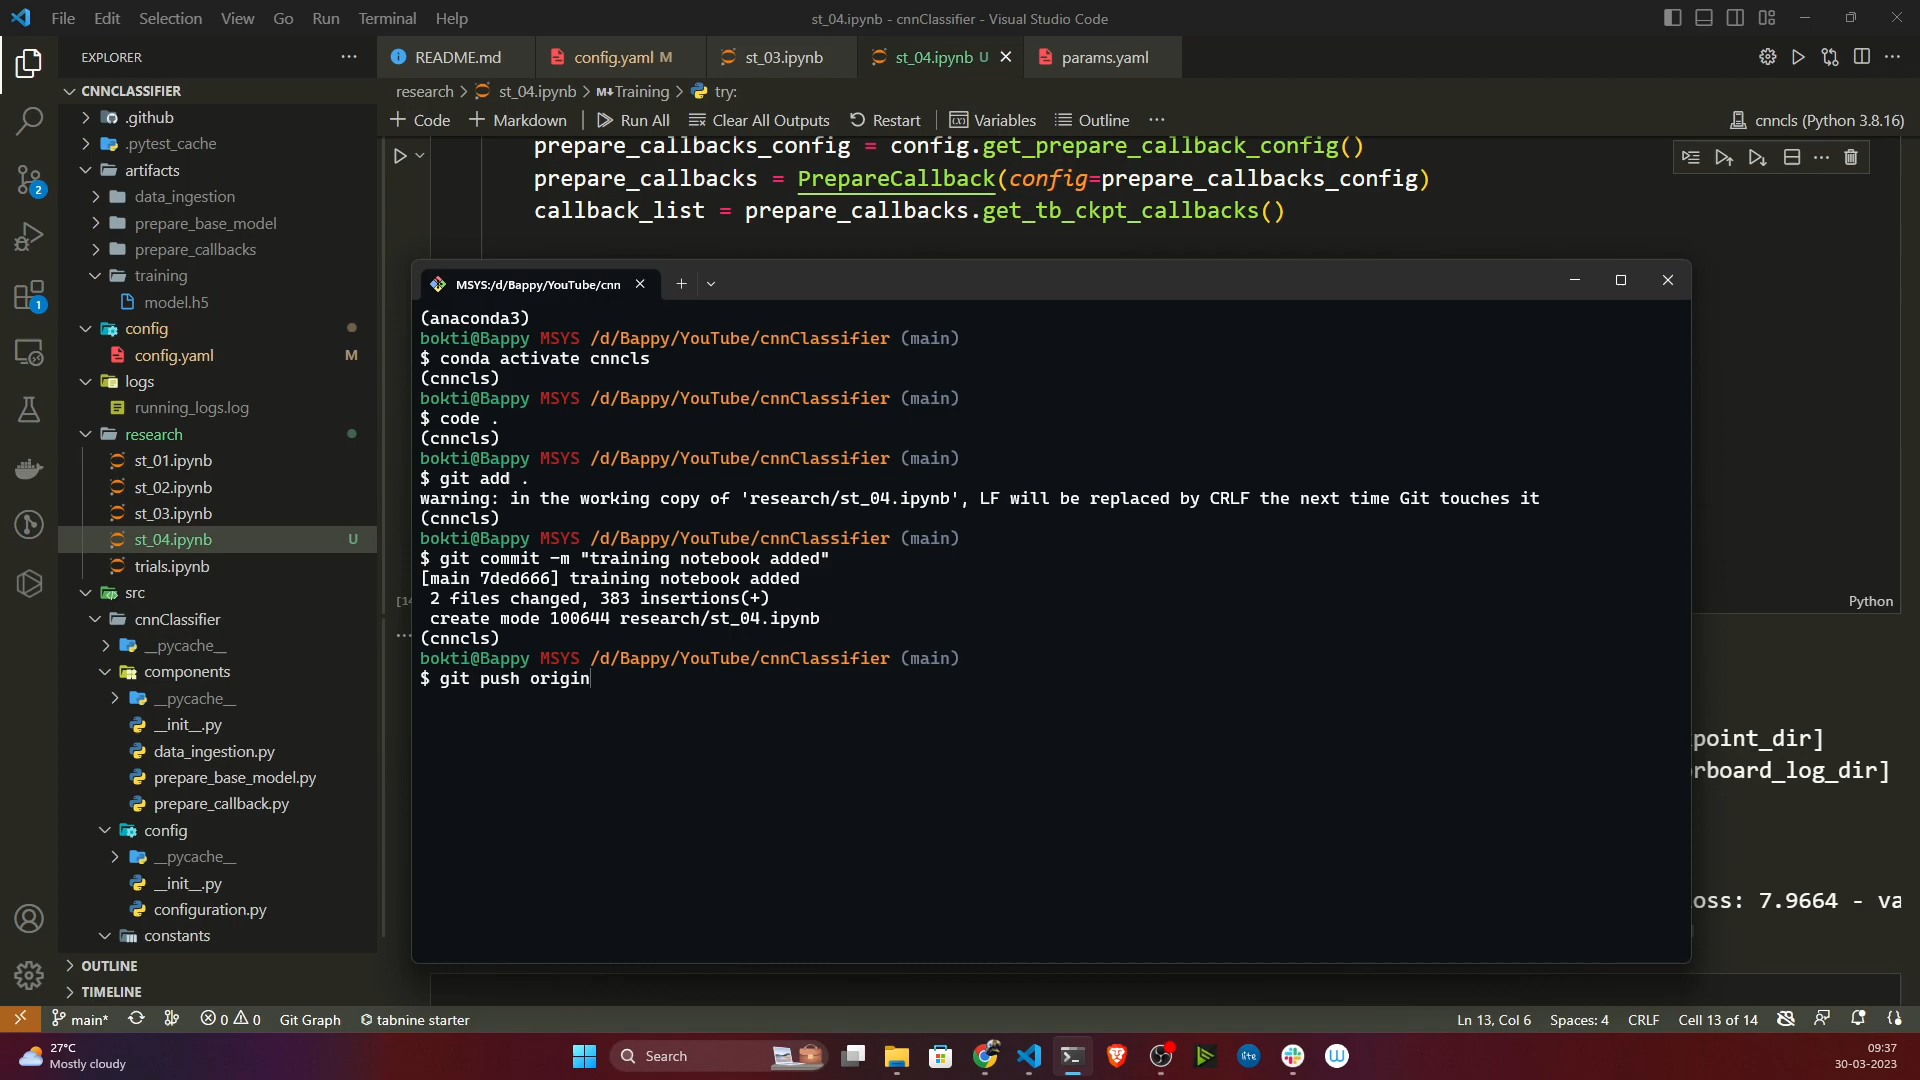 File Edit Selection View Go Run Terminal Help
st_04.ipynb - cnnClassifier - Visual Studio Code
EXPLORER
README.md
config.yaml M
st_03.ipynb
st_04.ipynb U
params.yaml
CNNCLASSIFIER
research > st_04.ipynb > M↓Training > try:
.github
+ Code + Markdown | Run All Clear All Outputs Restart | Variables Outline ···
cnncls (Python 3.8.16)
.pytest_cache
artifacts
data_ingestion
prepare_base_model
prepare_callbacks
training
model.h5
config
config.yaml M
logs
running_logs.log
research
st_01.ipynb
st_02.ipynb
st_03.ipynb
st_04.ipynb U
trials.ipynb
src
cnnClassifier
__pycache__
components
__pycache__
__init__.py
data_ingestion.py
prepare_base_model.py
prepare_callback.py
config
__pycache__
__init__.py
configuration.py
constants
OUTLINE
TIMELINE
prepare_callbacks_config = config.get_prepare_callback_config()
prepare_callbacks = PrepareCallback(config=prepare_callbacks_config)
callback_list = prepare_callbacks.get_tb_ckpt_callbacks()
MSYS:/d/Bappy/YouTube/cnn
(anaconda3)
bokti@Bappy MSYS /d/Bappy/YouTube/cnnClassifier (main)
$ conda activate cnncls
(cnncls)
bokti@Bappy MSYS /d/Bappy/YouTube/cnnClassifier (main)
$ code .
(cnncls)
bokti@Bappy MSYS /d/Bappy/YouTube/cnnClassifier (main)
$ git add .
warning: in the working copy of 'research/st_04.ipynb', LF will be replaced by CRLF the next time Git touches it
(cnncls)
bokti@Bappy MSYS /d/Bappy/YouTube/cnnClassifier (main)
$ git commit -m "training notebook added"
[main 7ded666] training notebook added
2 files changed, 383 insertions(+)
create mode 100644 research/st_04.ipynb
(cnncls)
bokti@Bappy MSYS /d/Bappy/YouTube/cnnClassifier (main)
$ git push origin
[14
Python
point_dir]
rboard_log_dir]
oss: 7.9664 - va
main* 0 0 Git Graph tabnine starter
Ln 13, Col 6 Spaces: 4 CRLF Cell 13 of 14
2
1
27°C
Mostly cloudy
Search
lite
09:37
30-03-2023